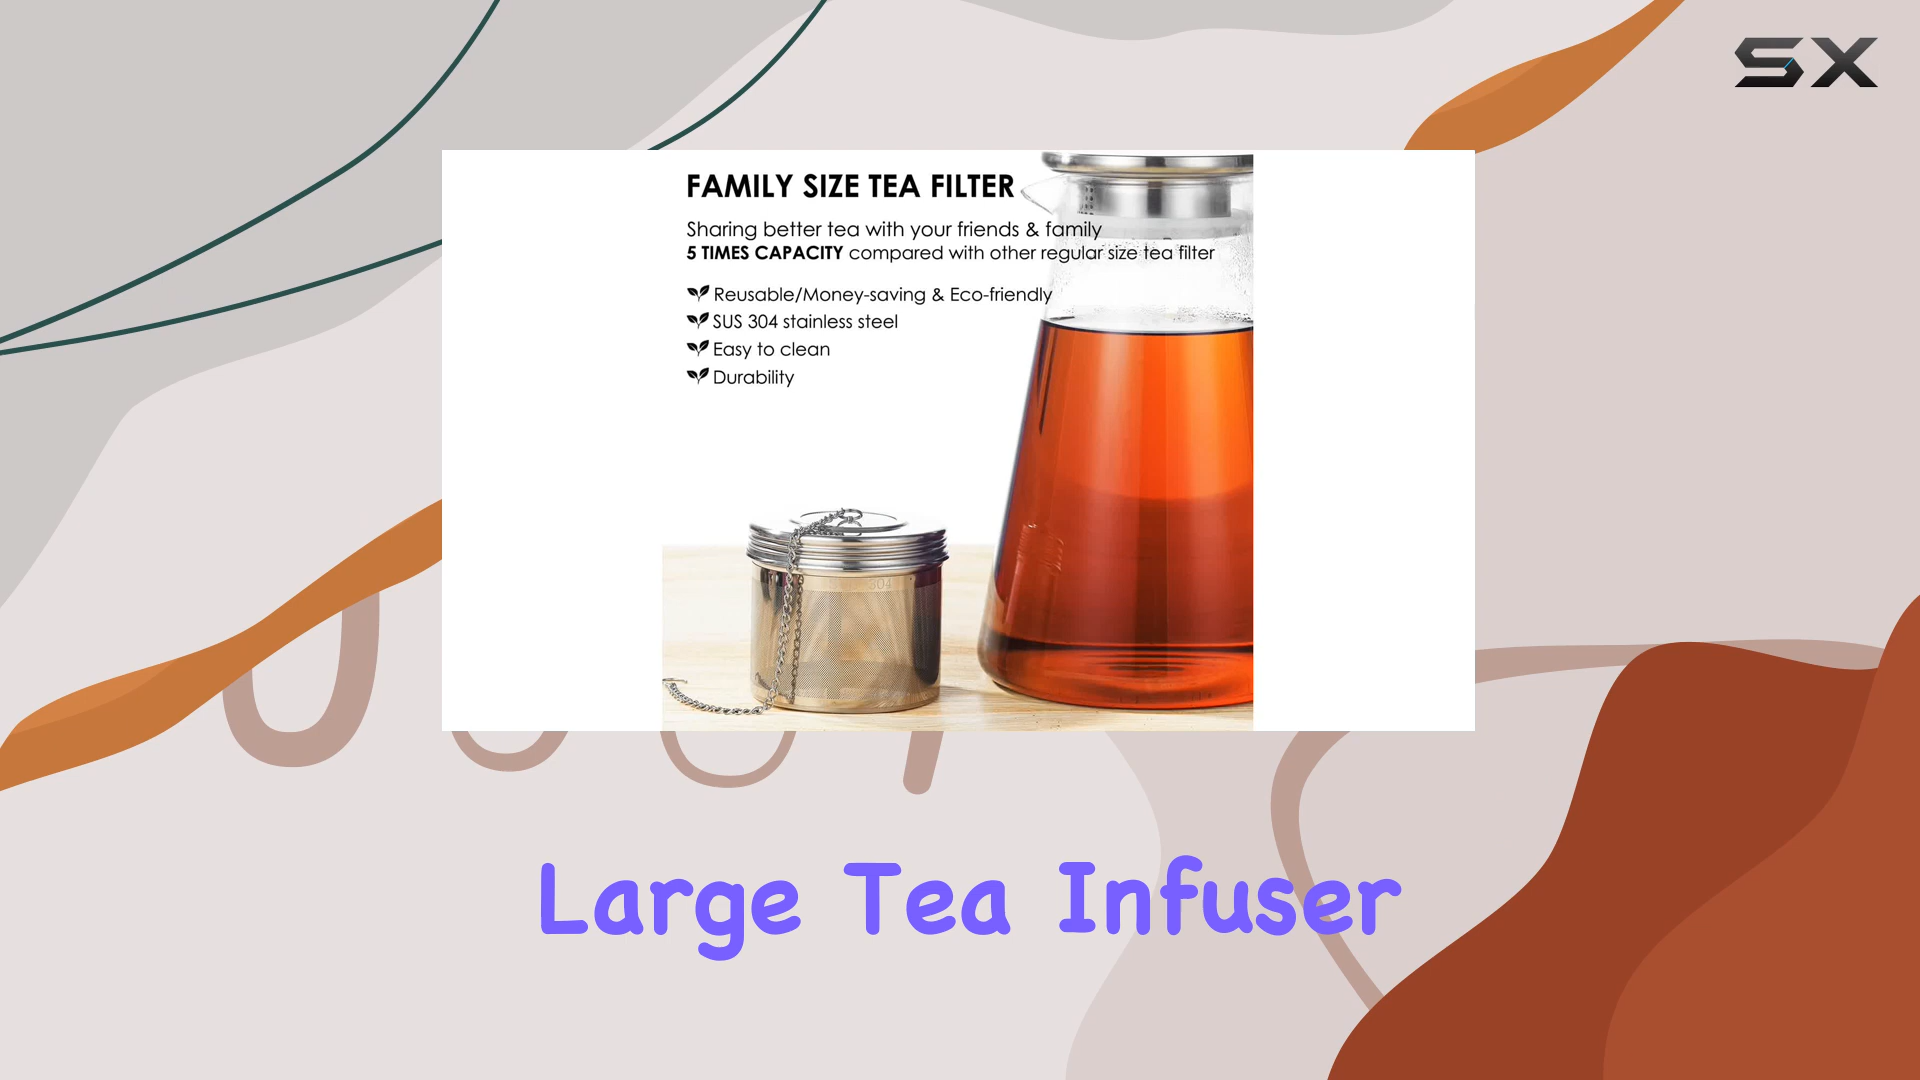 SX
FAMILY SIZE TEA FILTER
Sharing better tea with your friends & family
5 TIMES CAPACITY compared with other regular size tea filter
Reusable/Money-saving & Eco-friendly
SUS 304 stainless steel
Easy to clean
Durability
304
Large Tea Infuser